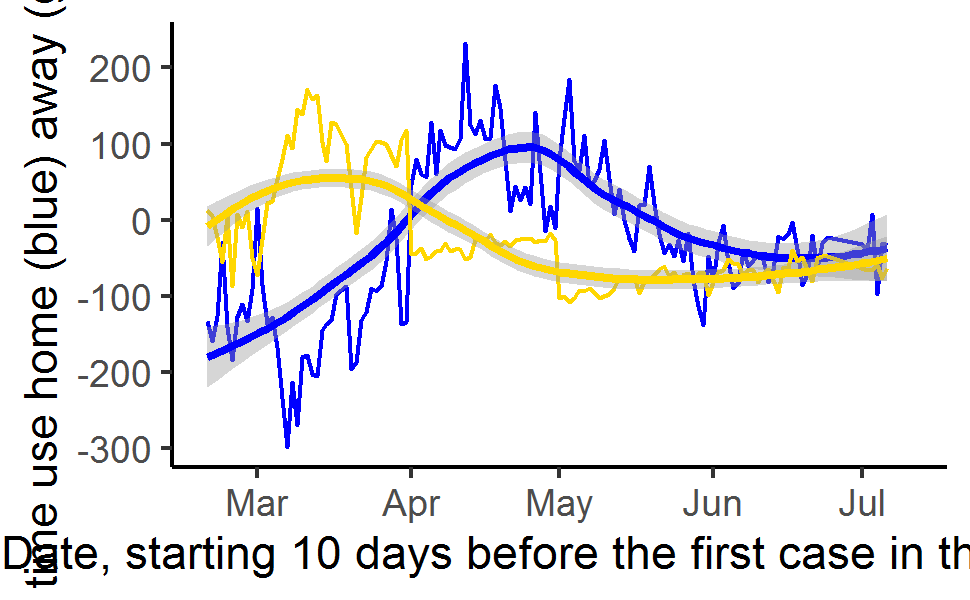 time use home (blue) away (
200
100
0
-100
-200
-300
Mar Apr May Jun Jul
Date, starting 10 days before the first case in th